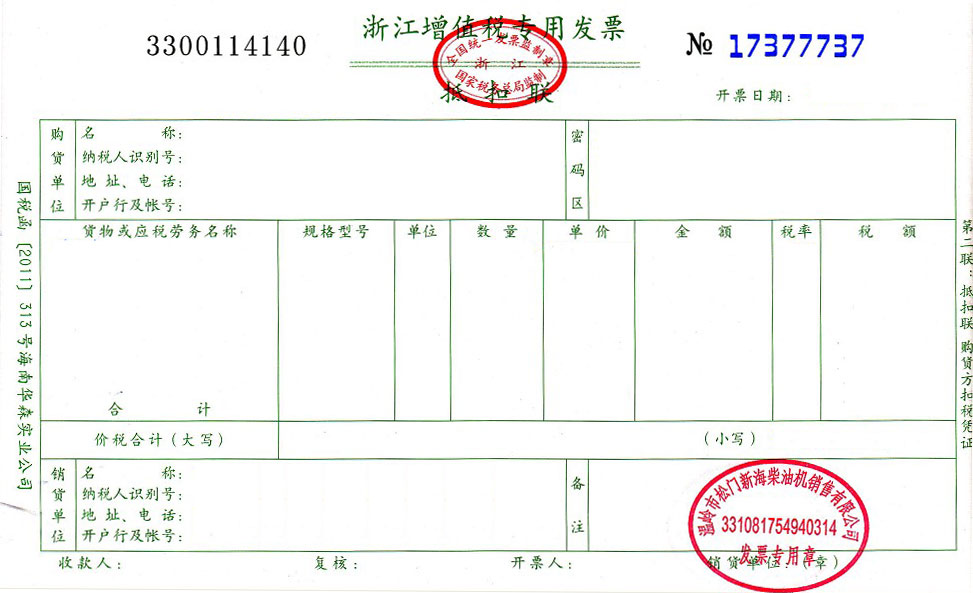 浙江增值税专用发票
3300114140
全国统一发票监制章
浙 江
国家税务总局监制
№ 17377737
抵扣联
开票日期：
购货单位
名 称：
纳税人识别号：
地 址、电 话：
开户行及帐号：
密码区
货物或应税劳务名称 规格型号 单位 数 量 单 价 金 额 税率 税 额
合 计
价税合计（大写） （小写）
销货单位
名 称：
纳税人识别号：
地 址、电 话：
开户行及帐号：
备注
温岭市松门新海柴油机销售有限公司
331081754940314
发票专用章
收款人： 复核： 开票人： 销货单位：（章）
国税函〔2011〕313号海南华森实业公司
第二联：抵扣联 购货方扣税凭证